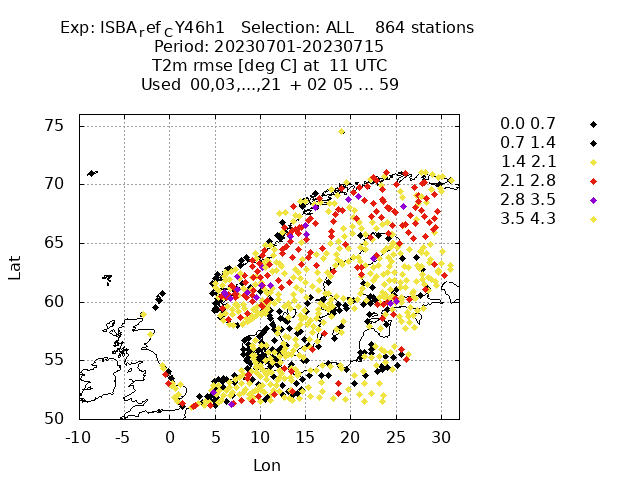 Exp: ISBArefCY46h1 Selection: ALL 864 stations
Period: 20230701-20230715
T2m rmse [deg C] at 11 UTC
Used 00,03,...,21 + 02 05 ... 59
0.0 0.7
0.7 1.4
1.4 2.1
2.1 2.8
2.8 3.5
3.5 4.3
75
70
65
60
55
50
Lat
-10 -5 0 5 10 15 20 25 30
Lon